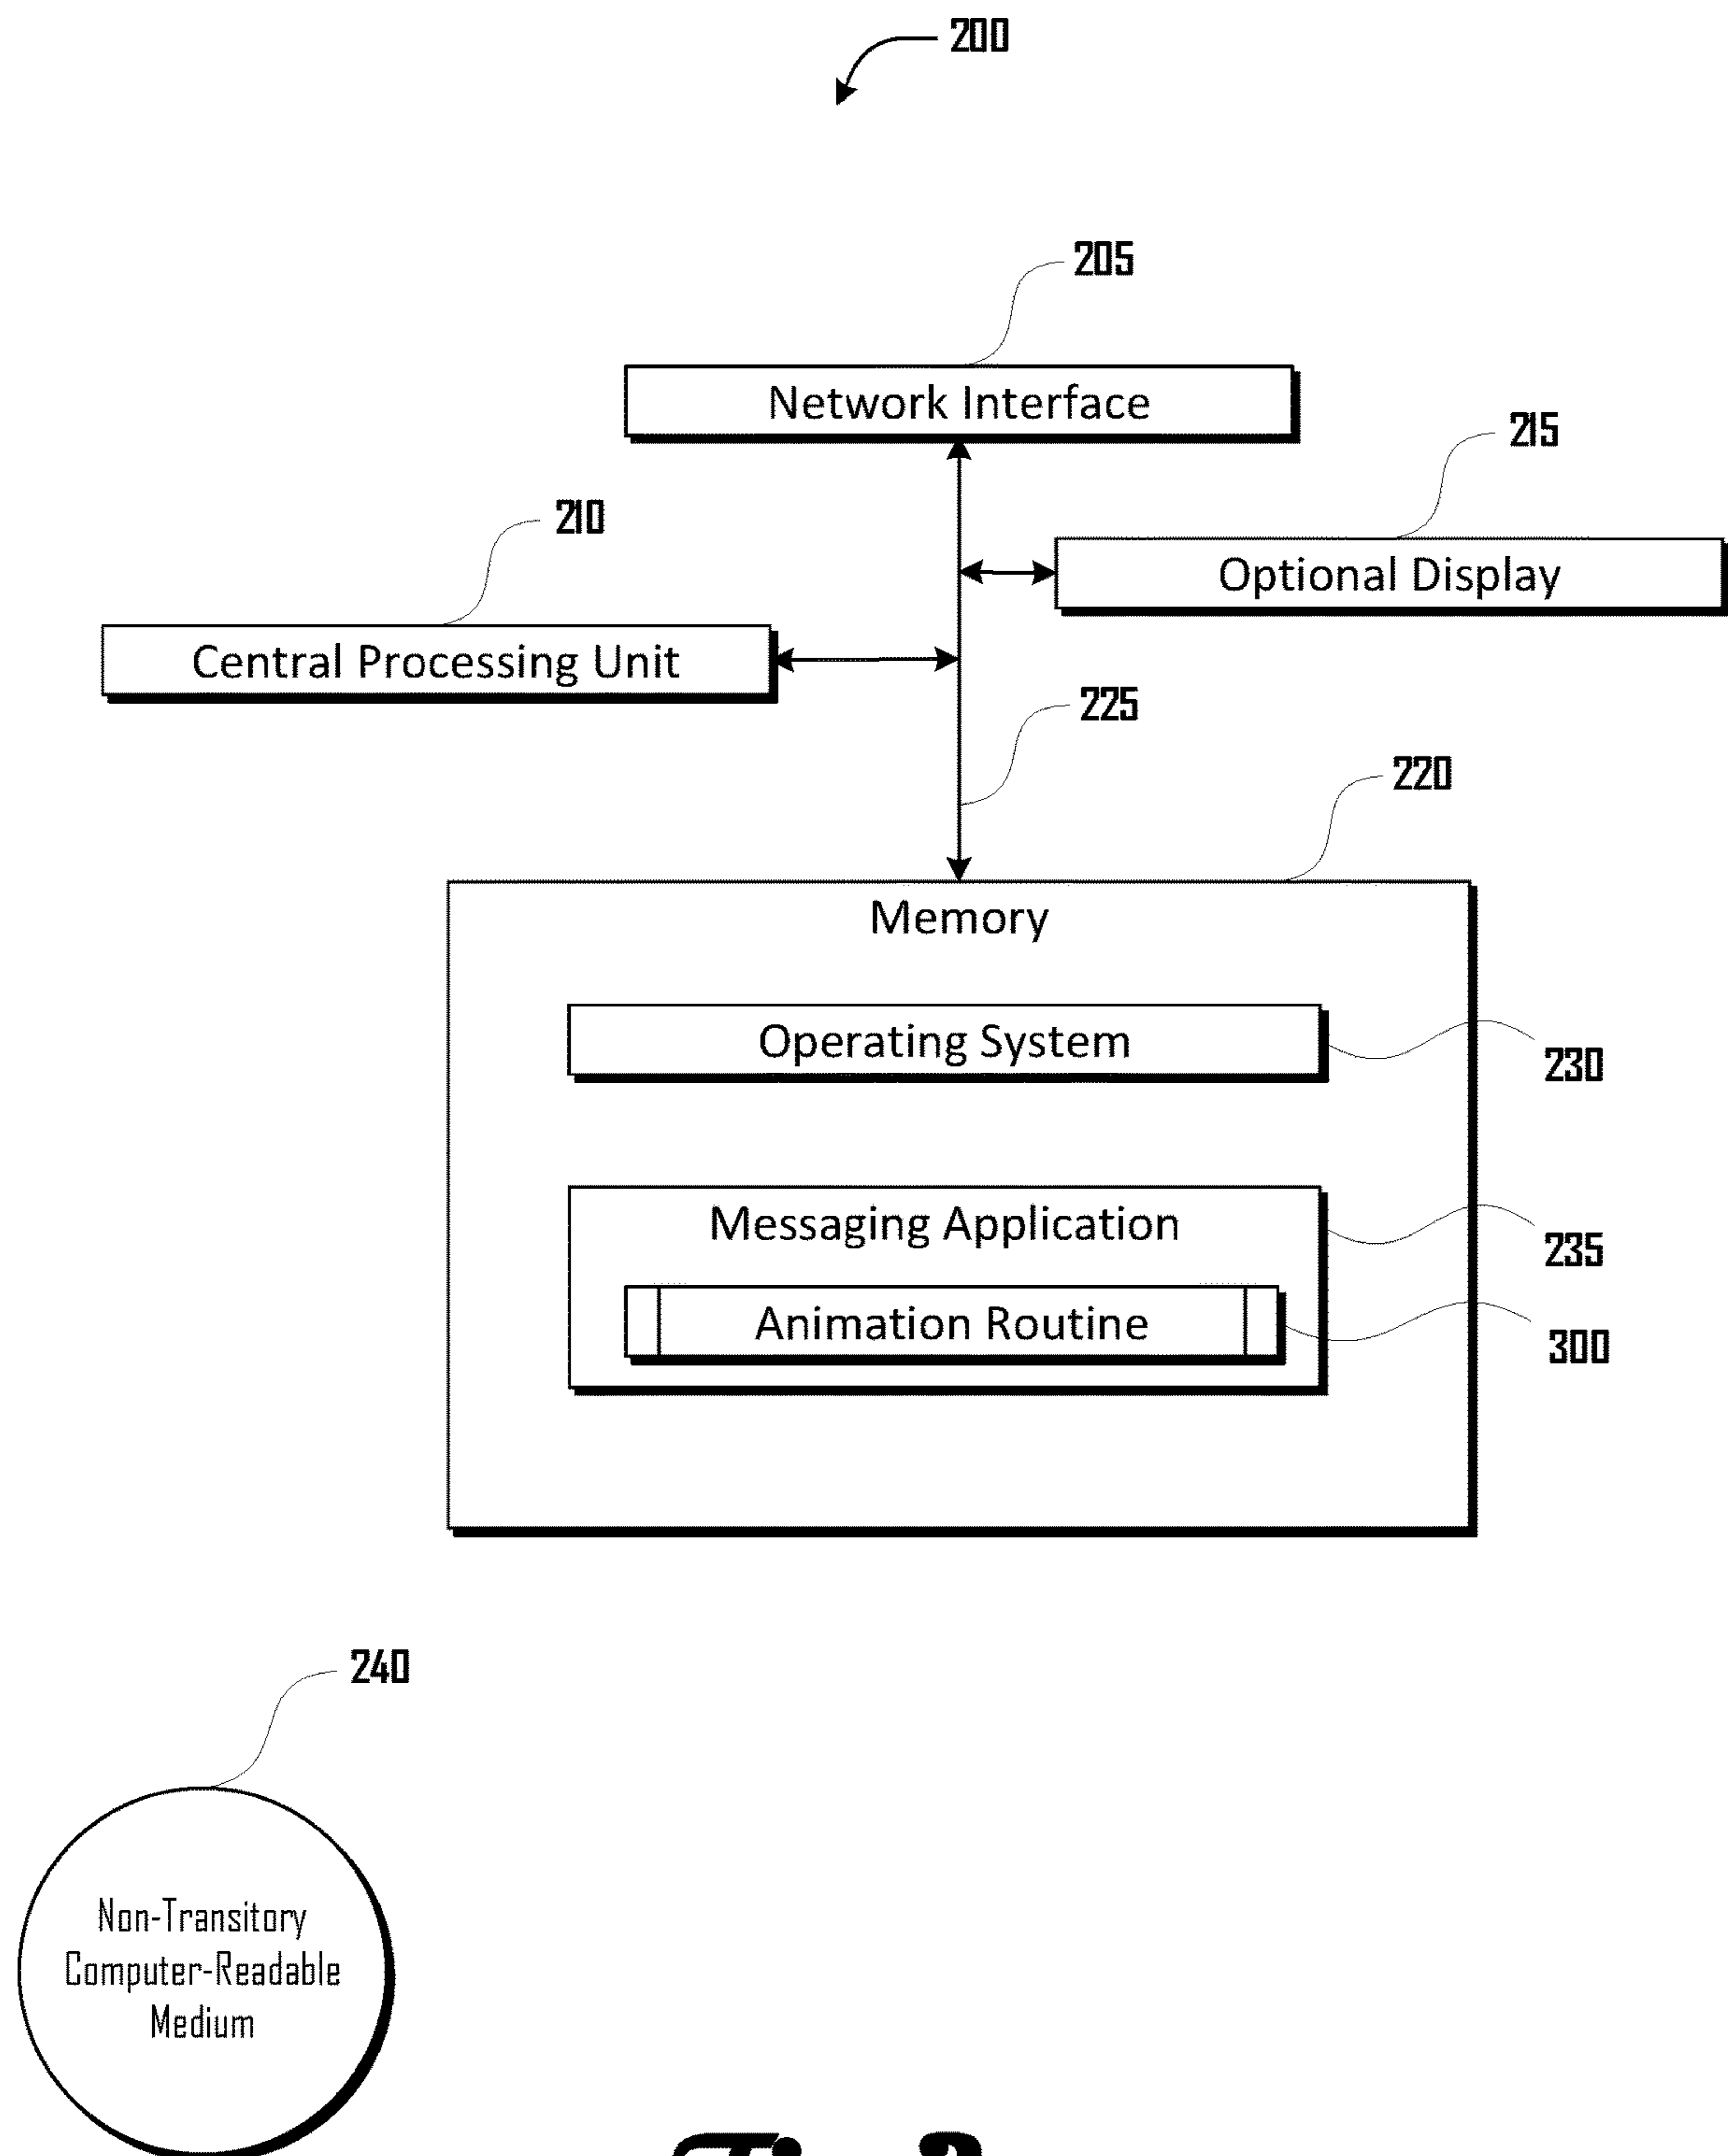 200
205
Network Interface
215
210
Optional Display
Central Processing Unit
225
220
Memory
Operating System
230
Messaging Application
235
Animation Routine
300
240
Non-Transitory
Computer-Readable
Medium